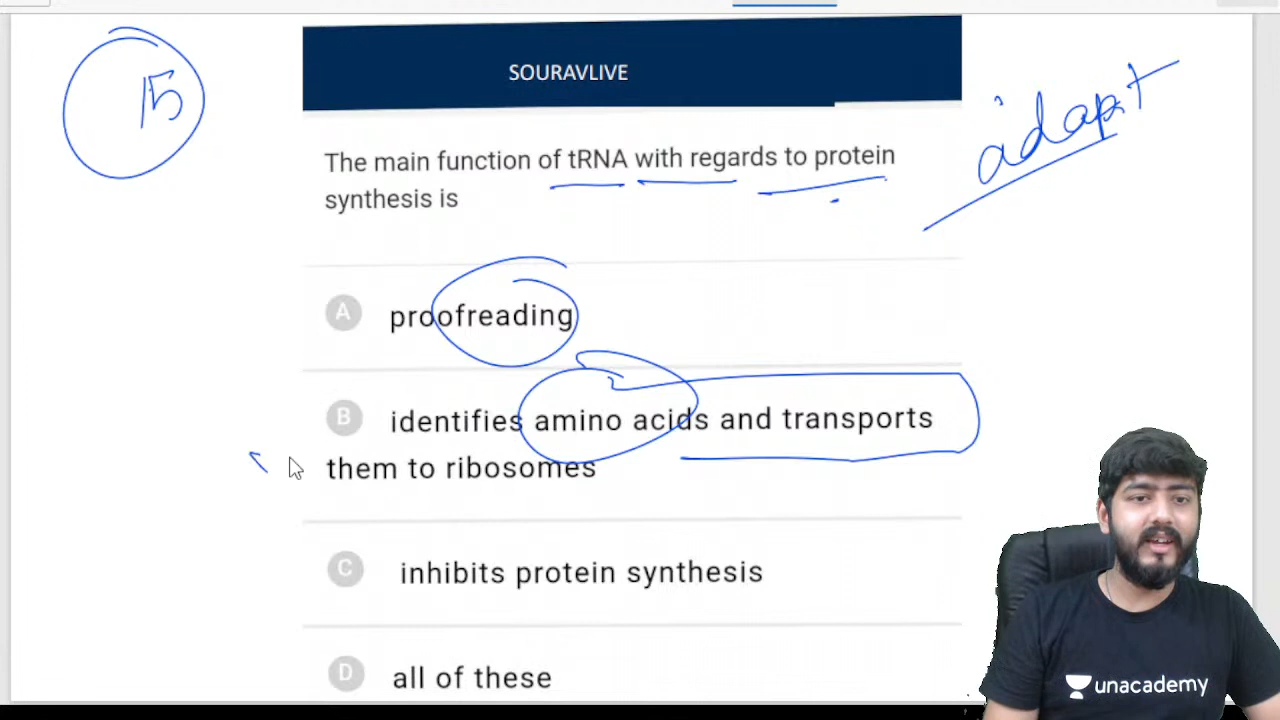 15
SOURAVLIVE
adapt
The main function of tRNA with regards to protein
synthesis is
A proofreading
B identifies amino acids and transports
them to ribosomes
C inhibits protein synthesis
D all of these
unacademy